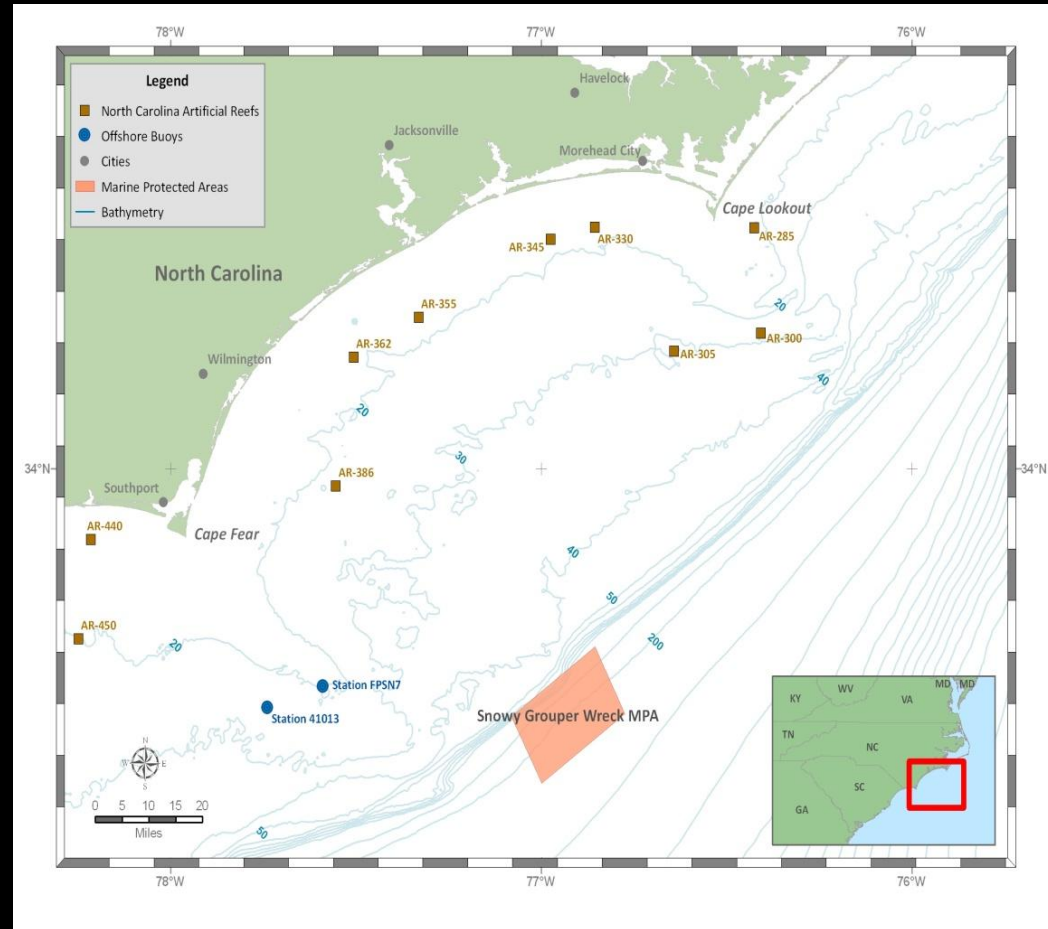 78°W
77°W
76°W
Legend
North Carolina Artificial Reefs
Offshore Buoys
Cities
Marine Protected Areas
Bathymetry
Havelock
Jacksonville
Morehead City
Cape Lookout
AR-330
AR-285
AR-345
North Carolina
AR-355
20
AR-300
AR-362
AR-305
Wilmington
40
20
30
34°N
34°N
AR-386
Southport
AR-440
Cape Fear
40
50
AR-450
20
200
Station FPSN7
Station 41013
Snowy Grouper Wreck MPA
N
W
E
S
0 5 10 15 20
Miles
50
KY
WV
VA
MD
MD
TN
NC
SC
GA
78°W
77°W
76°W